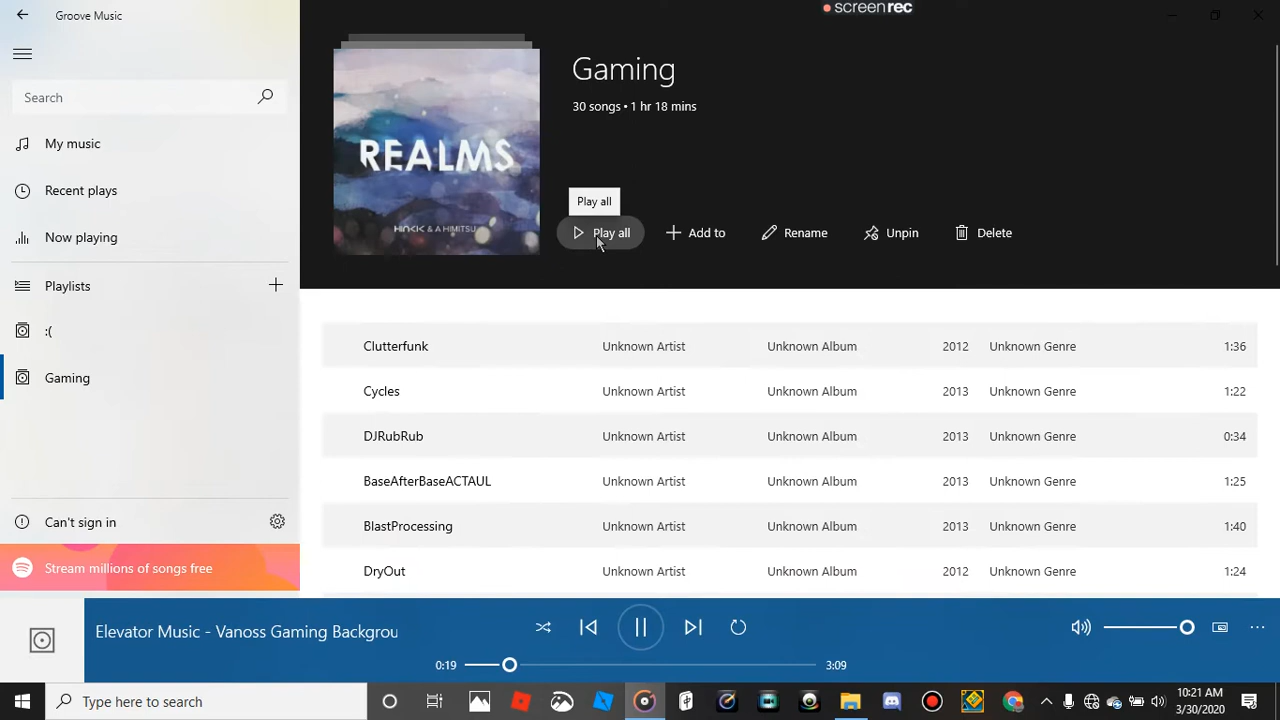 Groove Music
screenrec
Search
My music
Recent plays
Now playing
Playlists
:(
Gaming
Can't sign in
Stream millions of songs free
REALMS
HINKIK & A HIMITSU
Gaming
30 songs • 1 hr 18 mins
Play all
Play all
Add to
Rename
Unpin
Delete
Clutterfunk Unknown Artist Unknown Album 2012 Unknown Genre 1:36
Cycles Unknown Artist Unknown Album 2013 Unknown Genre 1:22
DJRubRub Unknown Artist Unknown Album 2013 Unknown Genre 0:34
BaseAfterBaseACTAUL Unknown Artist Unknown Album 2013 Unknown Genre 1:25
BlastProcessing Unknown Artist Unknown Album 2013 Unknown Genre 1:40
DryOut Unknown Artist Unknown Album 2012 Unknown Genre 1:24
Elevator Music - Vanoss Gaming Backgrou
0:19
3:09
Type here to search
10:21 AM
3/30/2020